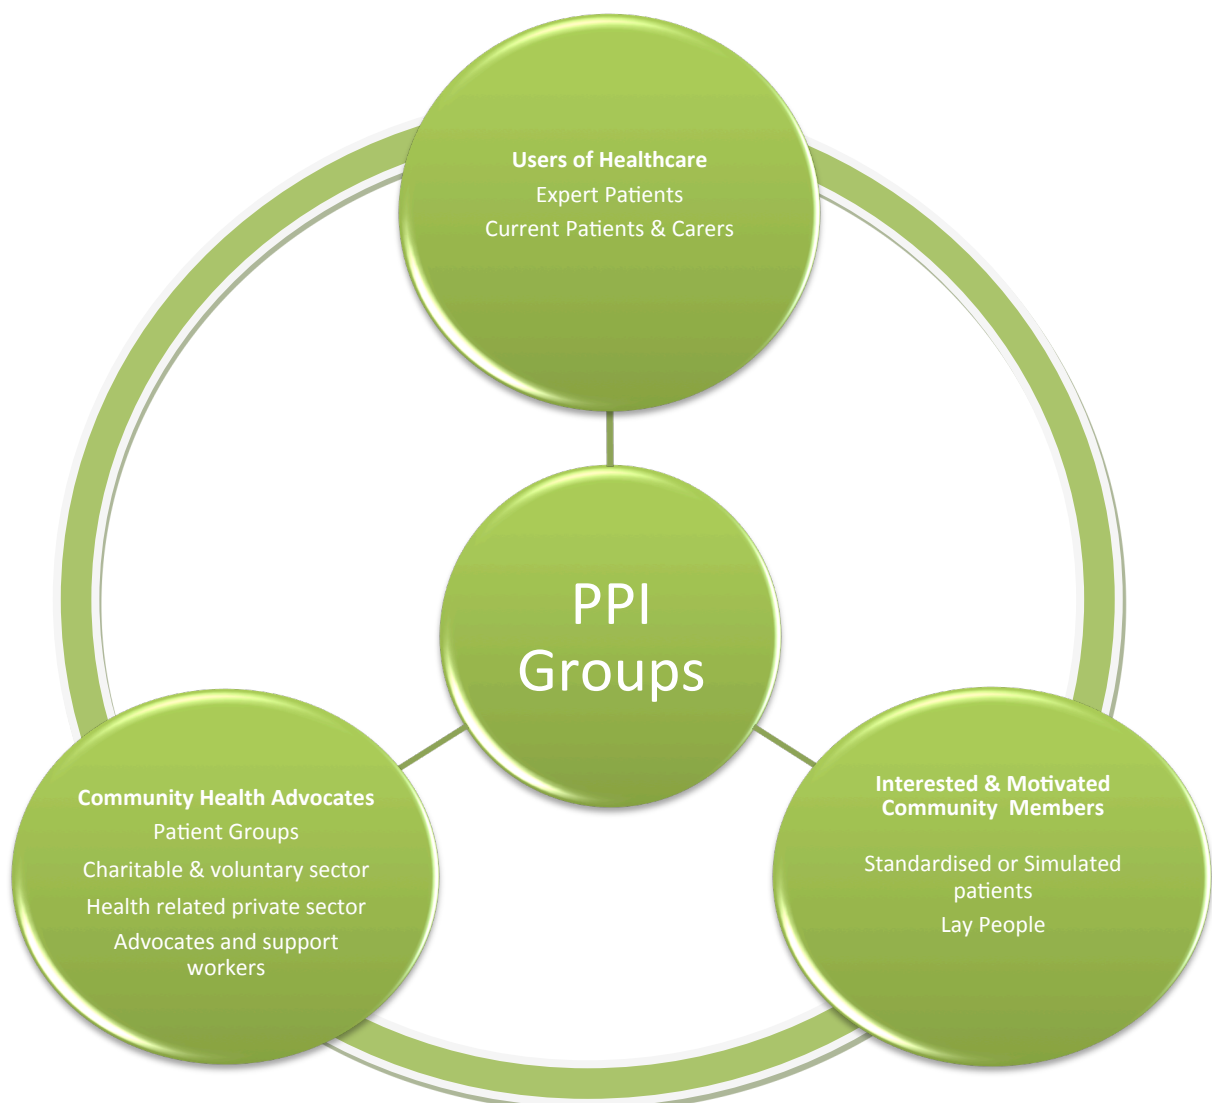 Users of Healthcare
Expert Patients
Current Patients & Carers
PPI
Groups
Community Health Advocates
Patient Groups
Charitable & voluntary sector
Health related private sector
Advocates and support
workers
Interested & Motivated
Community  Members
Standardised or Simulated
patients
Lay People